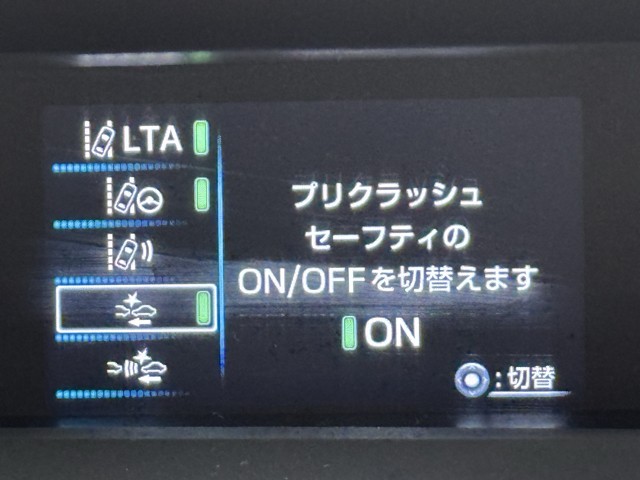 LTA
プリクラッシュ
セーフティの
ON/OFFを切替えます
ON
:切替